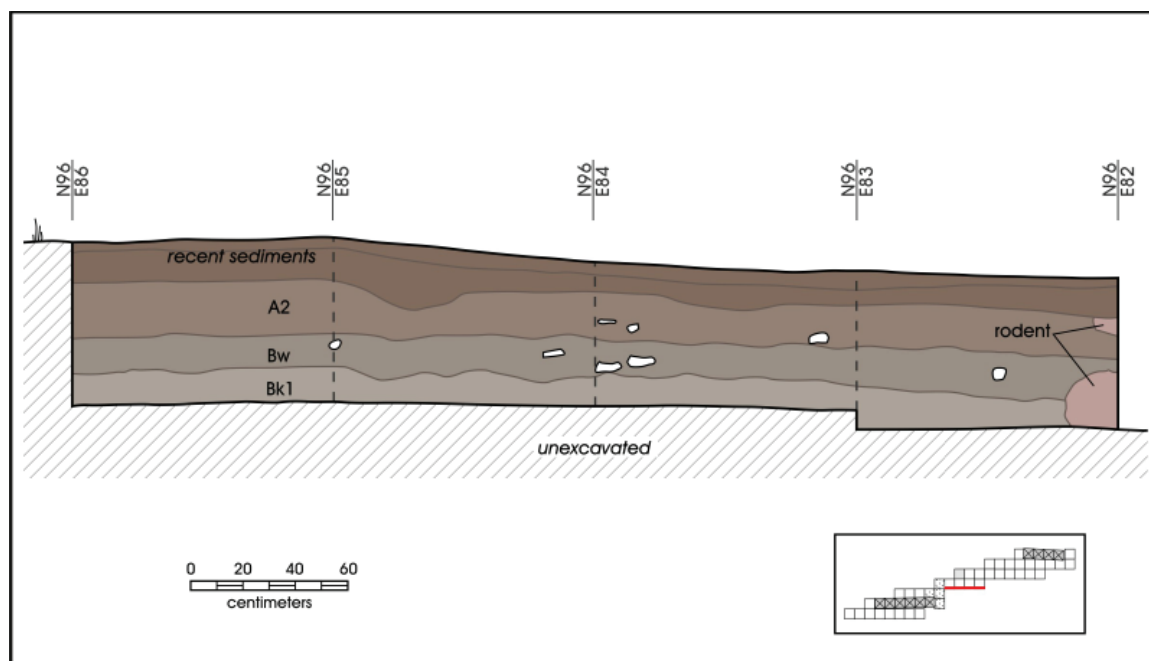 N96
E86
N96
E85
N96
E84
N96
E83
N96
E82
recent sediments
A2
rodent
Bw
Bk1
unexcavated
0 20 40 60
centimeters